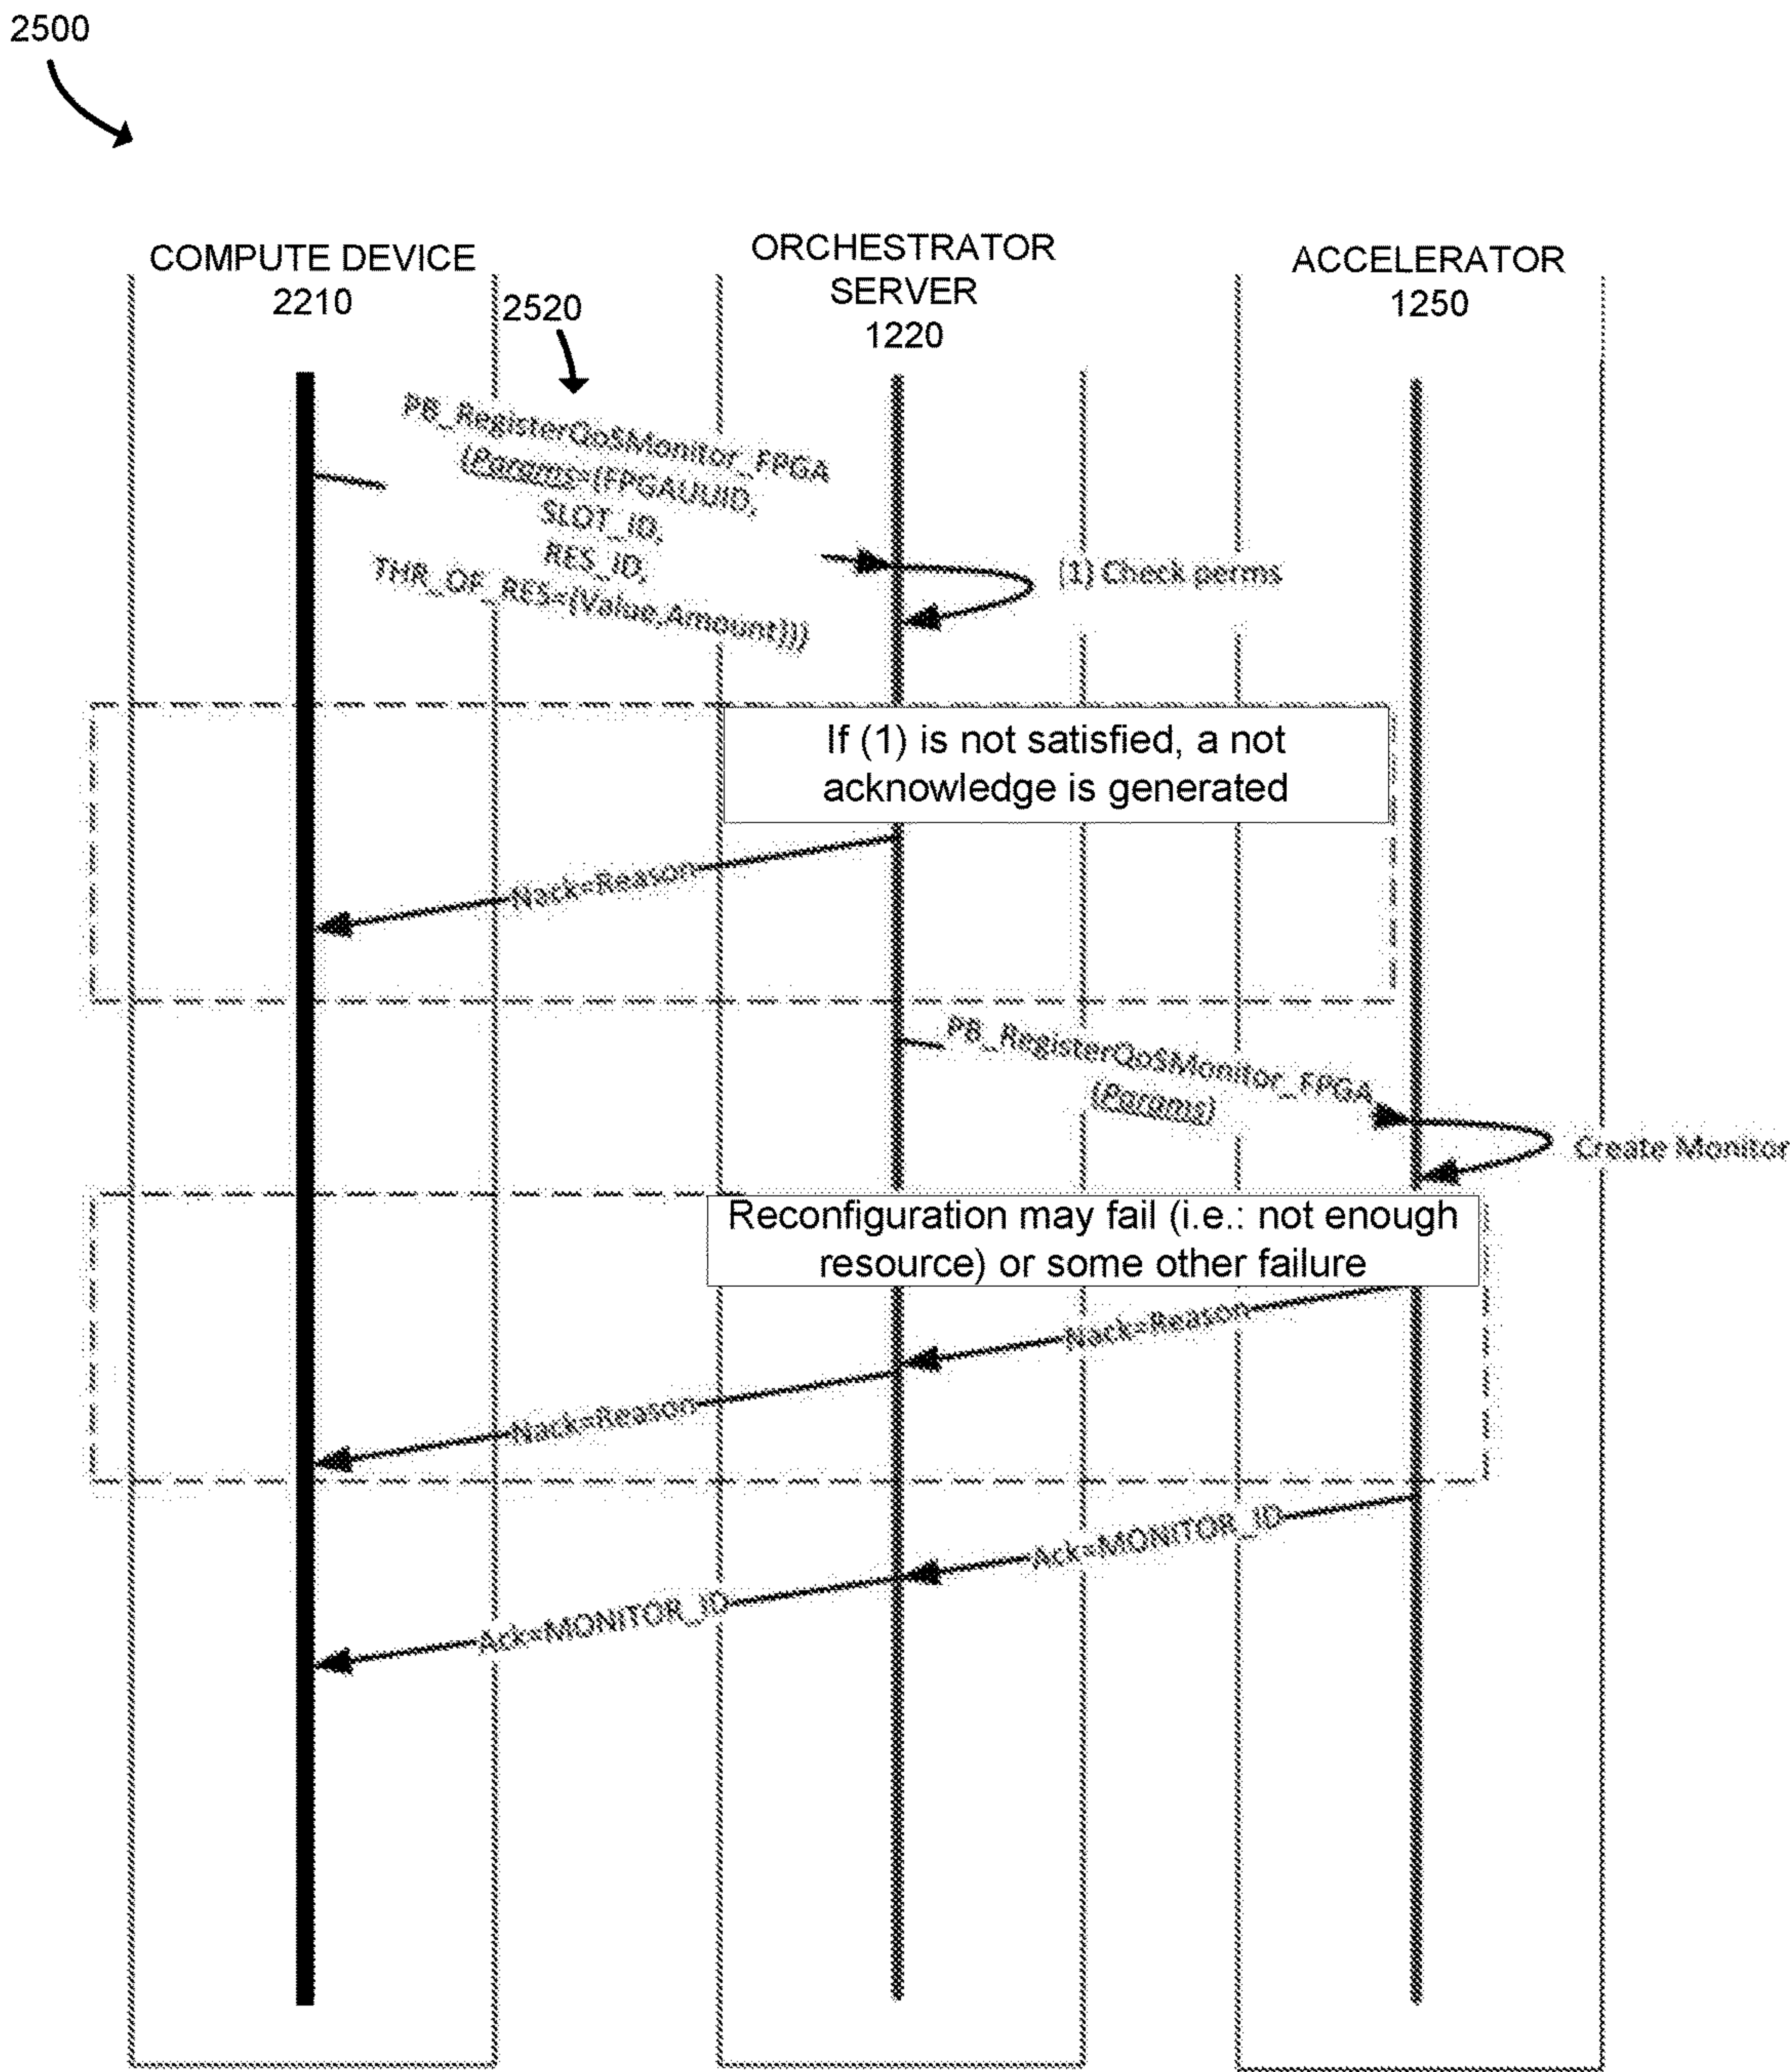 2500
COMPUTE DEVICE
2210
2520
ORCHESTRATOR
SERVER
1220
ACCELERATOR
1250
PB_RegisterQoSMonitor_FPGA
(Params=(FPGAUUID,
SLOT_ID,
RES_ID,
THR_OF_RES=(Value,Amount)))
(1) Check perms
If (1) is not satisfied, a not
acknowledge is generated
Nack=Reason
PB_RegisterQoSMonitor_FPGA
(Params)
Create Monitor
Reconfiguration may fail (i.e.: not enough
resource) or some other failure
Nack=Reason
Nack=Reason
Ack=MONITOR_ID
Ack=MONITOR_ID